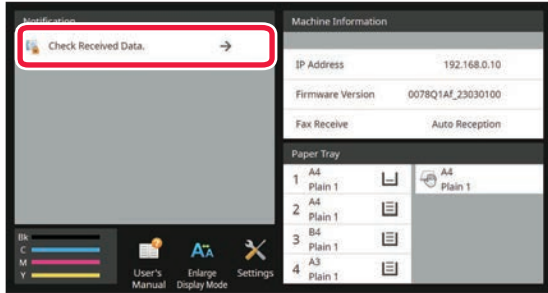 Notification
Check Received Data.
Machine Information
IP Address 192.168.0.10
Firmware Version 0078Q1Af_23030100
Fax Receive Auto Reception
Paper Tray
1 A4
Plain 1
A4
Plain 1
2 A4
Plain 1
3 B4
Plain 1
4 A3
Plain 1
Bk
C
M
Y
User's
Manual
Enlarge
Display Mode
Settings